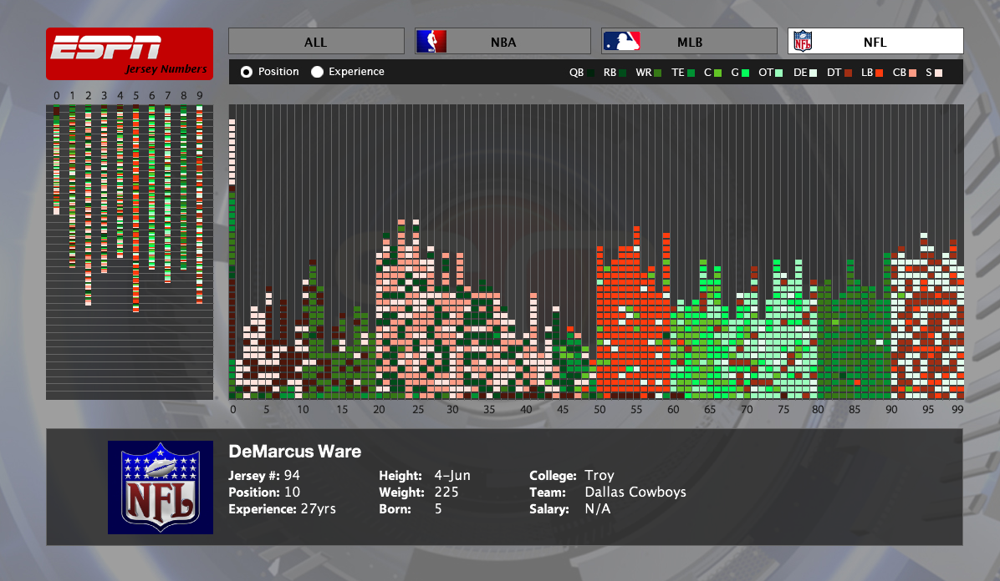 ESPN
Jersey Numbers
ALL
NBA
NBA
MLB
NFL
NFL
Position
Experience
QB RB WR TE C G OT DE DT LB CB S
0 1 2 3 4 5 6 7 8 9
0 5 10 15 20 25 30 35 40 45 50 55 60 65 70 75 80 85 90 95 99
NFL
DeMarcus Ware
Jersey #: 94
Position: 10
Experience: 27yrs
Height: 4-Jun
Weight: 225
Born: 5
College: Troy
Team: Dallas Cowboys
Salary: N/A